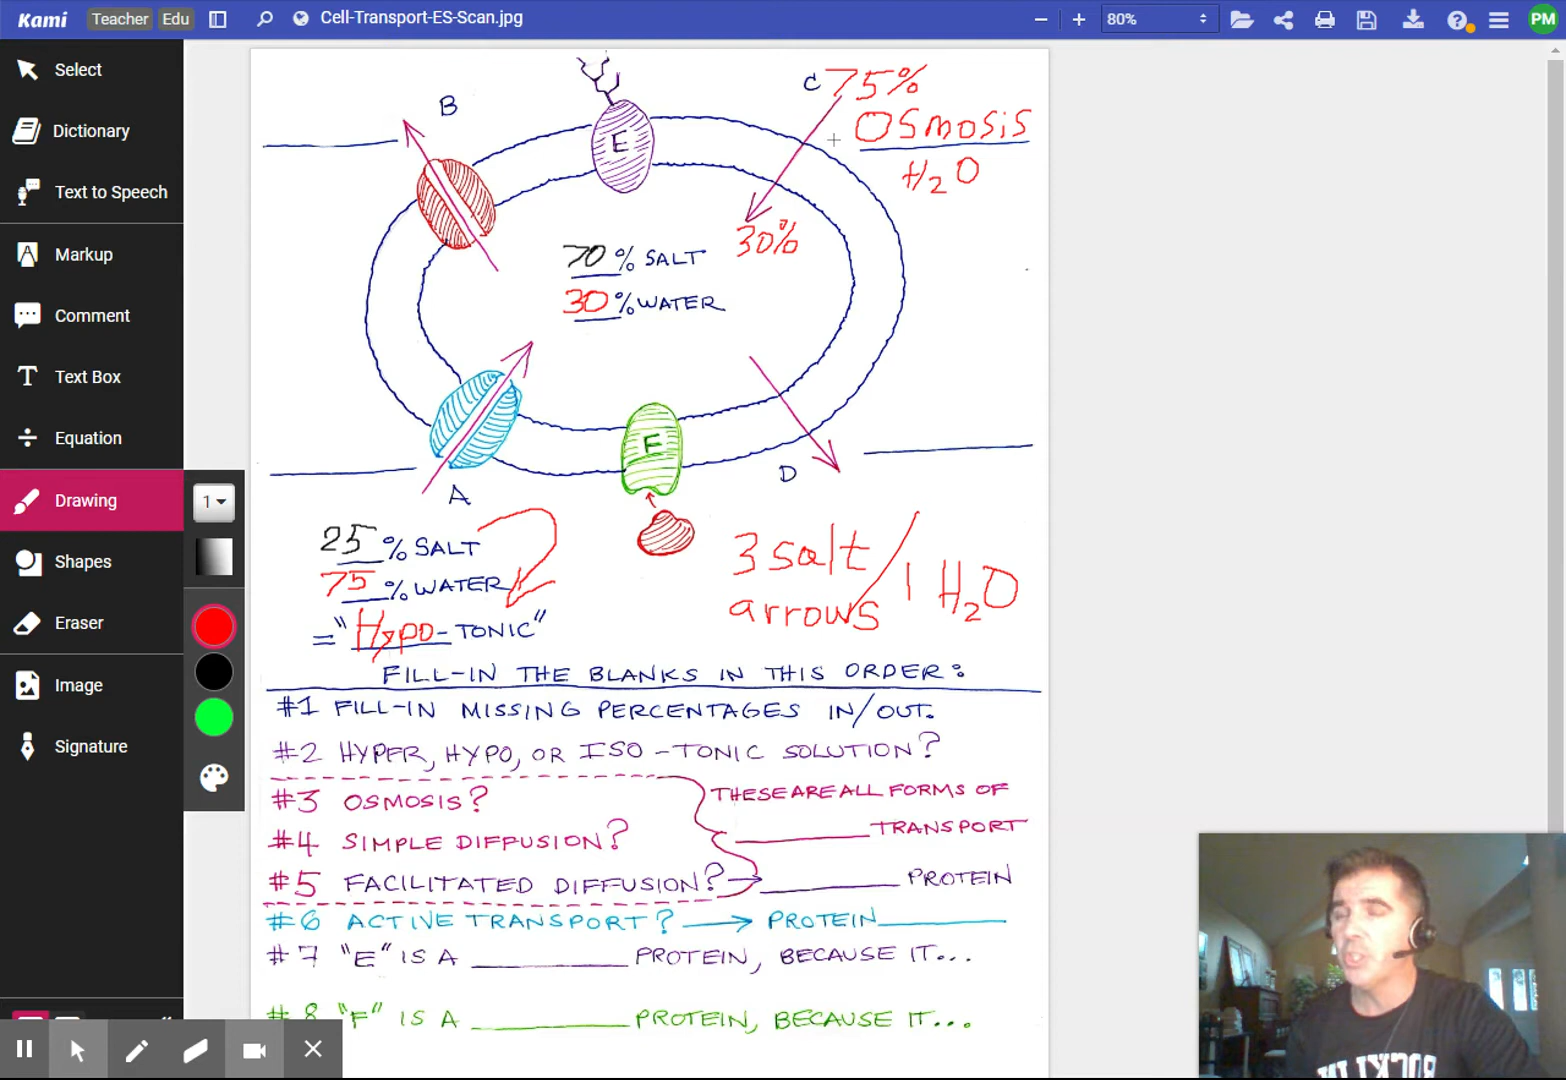 Kami Teacher Edu Cell-Transport-ES-Scan.jpg 80% PM
Select
Dictionary
Text to Speech
Markup
Comment
Text Box
Equation
Drawing
Shapes
Eraser
Image
Signature
1
B
E
C 75%
Osmosis
H2O
30%
70 % SALT
30 % WATER
A
F
D
25 % SALT
75 % WATER
= "Hypo-TONIC"
3 salt / 1 H2O
arrows
FILL-IN THE BLANKS IN THIS ORDER:
#1 FILL-IN MISSING PERCENTAGES IN/OUT.
#2 HYPER, HYPO, OR ISO-TONIC SOLUTION?
#3 OSMOSIS?
THESE ARE ALL FORMS OF
#4 SIMPLE DIFFUSION?
TRANSPORT
#5 FACILITATED DIFFUSION?
PROTEIN
#6 ACTIVE TRANSPORT? → PROTEIN
#7 "E" IS A ________ PROTEIN, BECAUSE IT...
#8 "F" IS A ________ PROTEIN, BECAUSE IT...